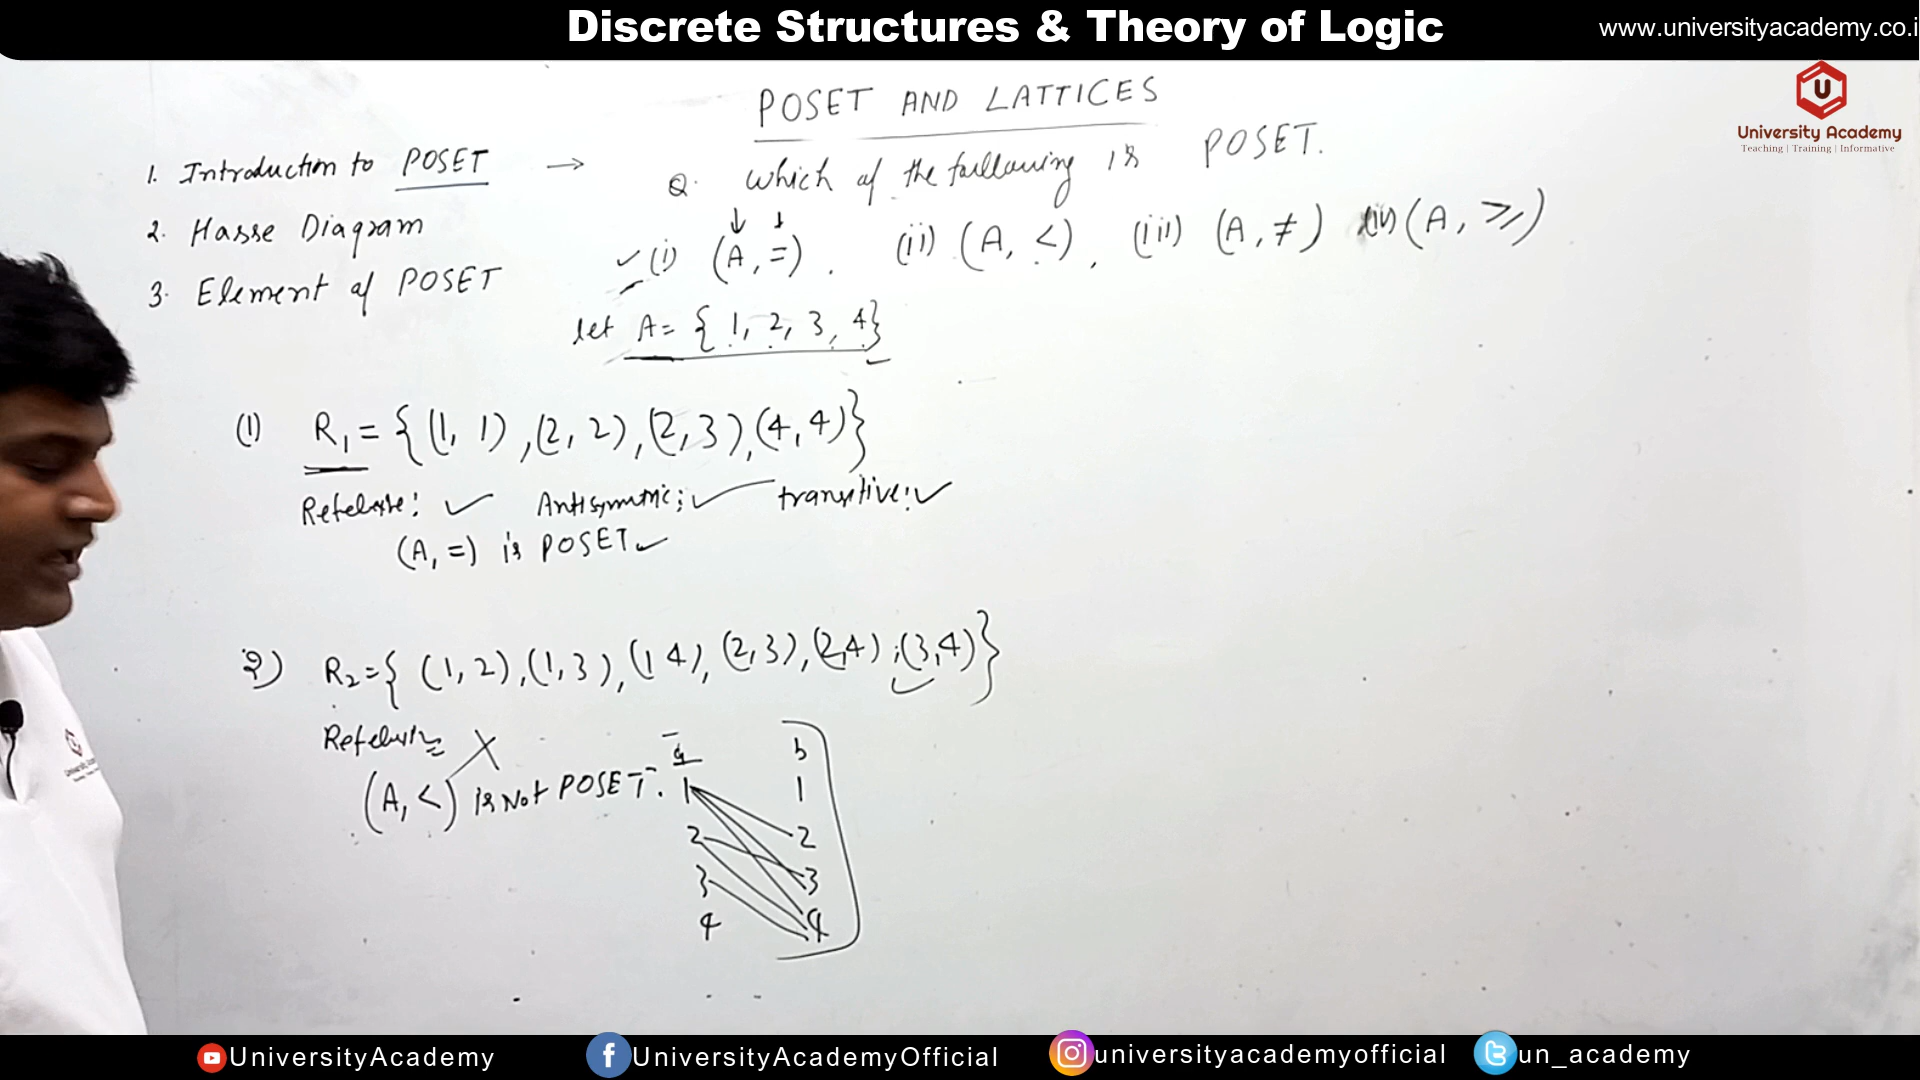 Discrete Structures & Theory of Logic
www.universityacademy.co.i
U
University Academy
Teaching | Training | Informative
POSET AND LATTICES
1. Introduction to POSET →
2. Hasse Diagram
3. Element of POSET
Q. Which of the following is POSET.
✓(i) (A, =). (ii) (A, <), (iii) (A, ≠) (iv) (A, ≥)
let A = { 1, 2, 3, 4}
(1) R₁ = {(1, 1), (2, 2), (2, 3), (4, 4)}
✓ Antisymmtric; ✓ transitive: ✓
(A, =) is POSET ✓
2) R₂ = { (1, 2), (1, 3), (1 4), (2, 3), (2,4), (3,4)}
X
(A, <) is Not POSET.
a b
1 1
2 2
3 3
4 4
UniversityAcademy
UniversityAcademyOfficial
universityacademyofficial
un_academy